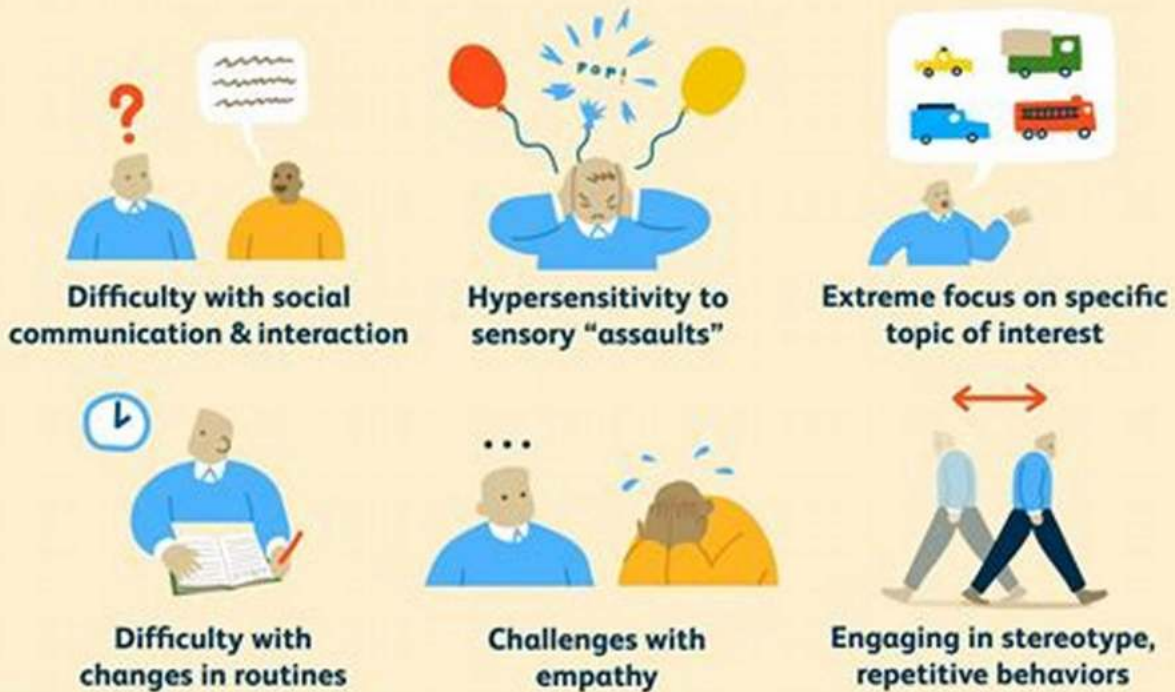 ?
POP!
Difficulty with social
communication & interaction
Hypersensitivity to
sensory “assaults”
Extreme focus on specific
topic of interest
...
Difficulty with
changes in routines
Challenges with
empathy
Engaging in stereotype,
repetitive behaviors